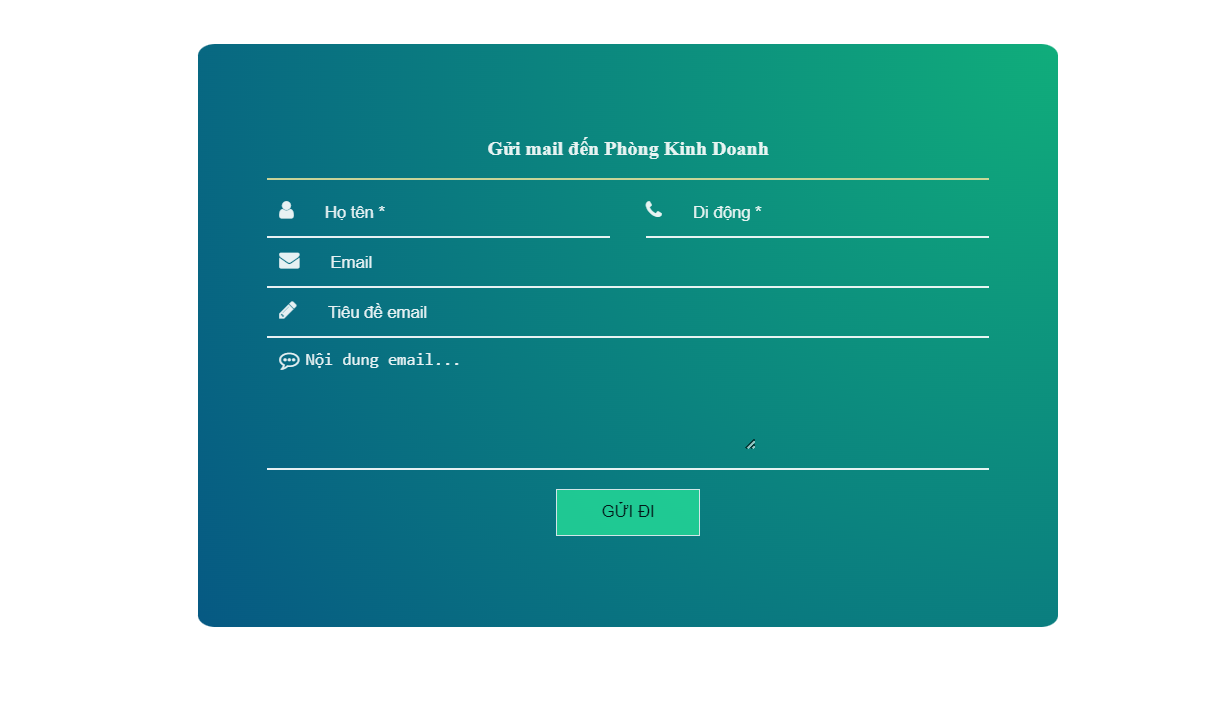 Gửi mail đến Phòng Kinh Doanh
Họ tên * Di động *
Email
Tiêu đề email
Nội dung email...
GỬI ĐI